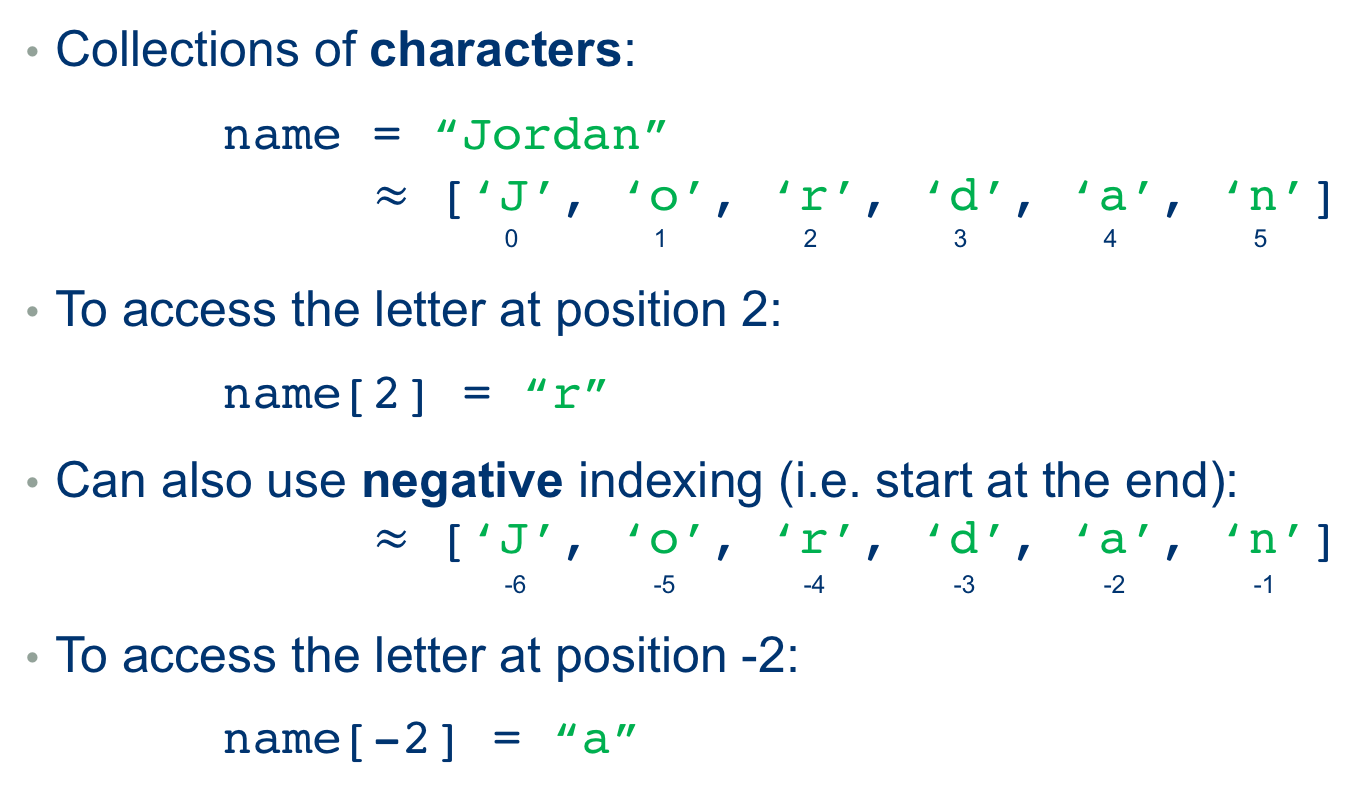 • Collections of characters:
name = “Jordan”
≈ [‘J’, ‘o’, ‘r’, ‘d’, ‘a’, ‘n’]
0 1 2 3 4 5
• To access the letter at position 2:
name[2] = “r”
• Can also use negative indexing (i.e. start at the end):
≈ [‘J’, ‘o’, ‘r’, ‘d’, ‘a’, ‘n’]
-6 -5 -4 -3 -2 -1
• To access the letter at position -2:
name[-2] = “a”